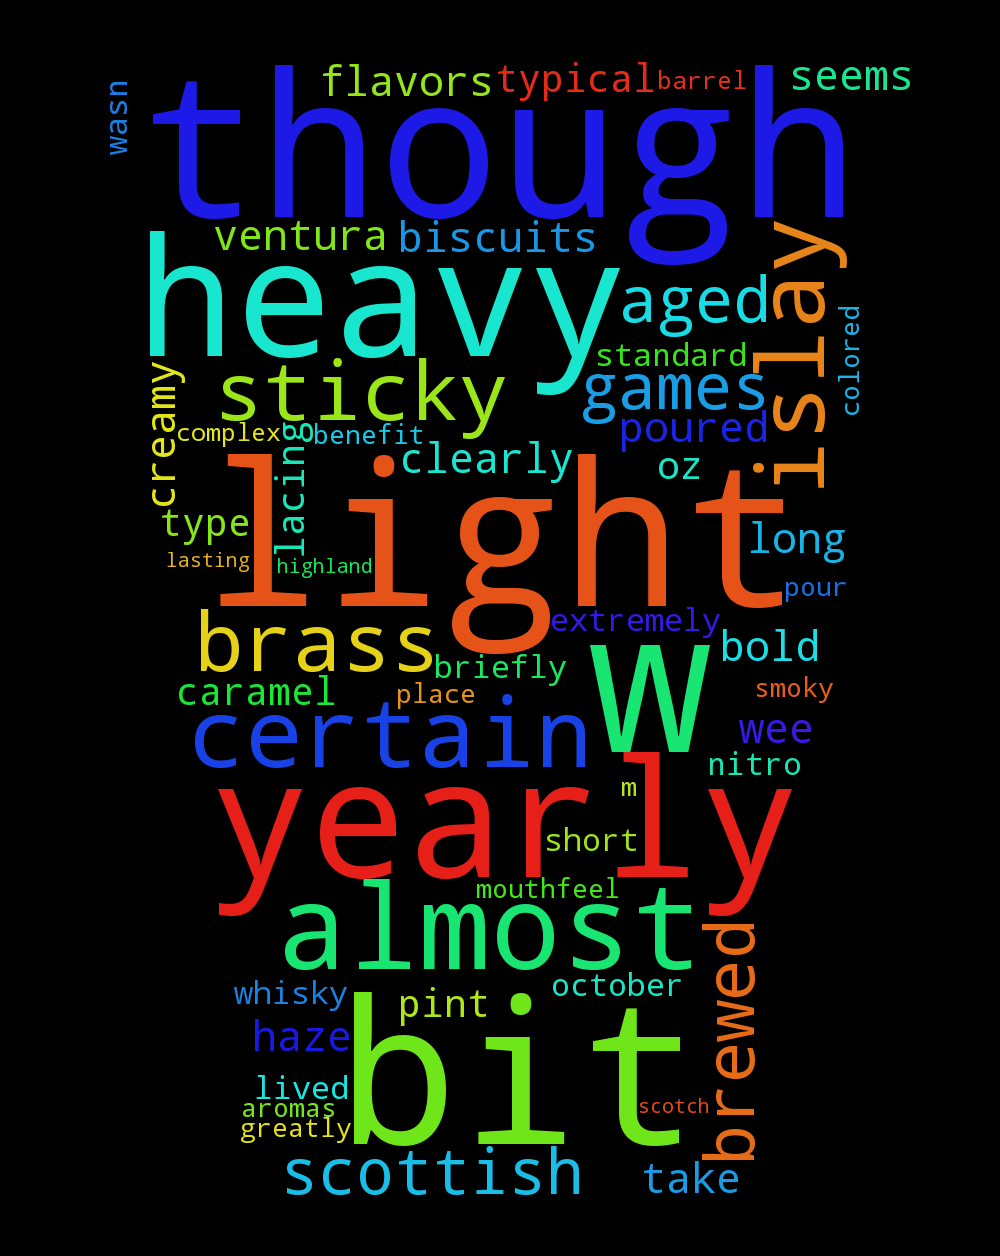 flavors typical barrel seems
wasn
though
ventura biscuits
heavy aged islay
standard colored
sticky games
creamy poured
complex benefit
lacing clearly oz
light
type long
lasting highland pour
extremely
brass w bold
briefly
caramel place smoky
certain wee
nitro
yearly m
short
mouthfeel
almost
brewed
whisky pint october
haze bit
lived
aromas scotch
greatly
scottish take